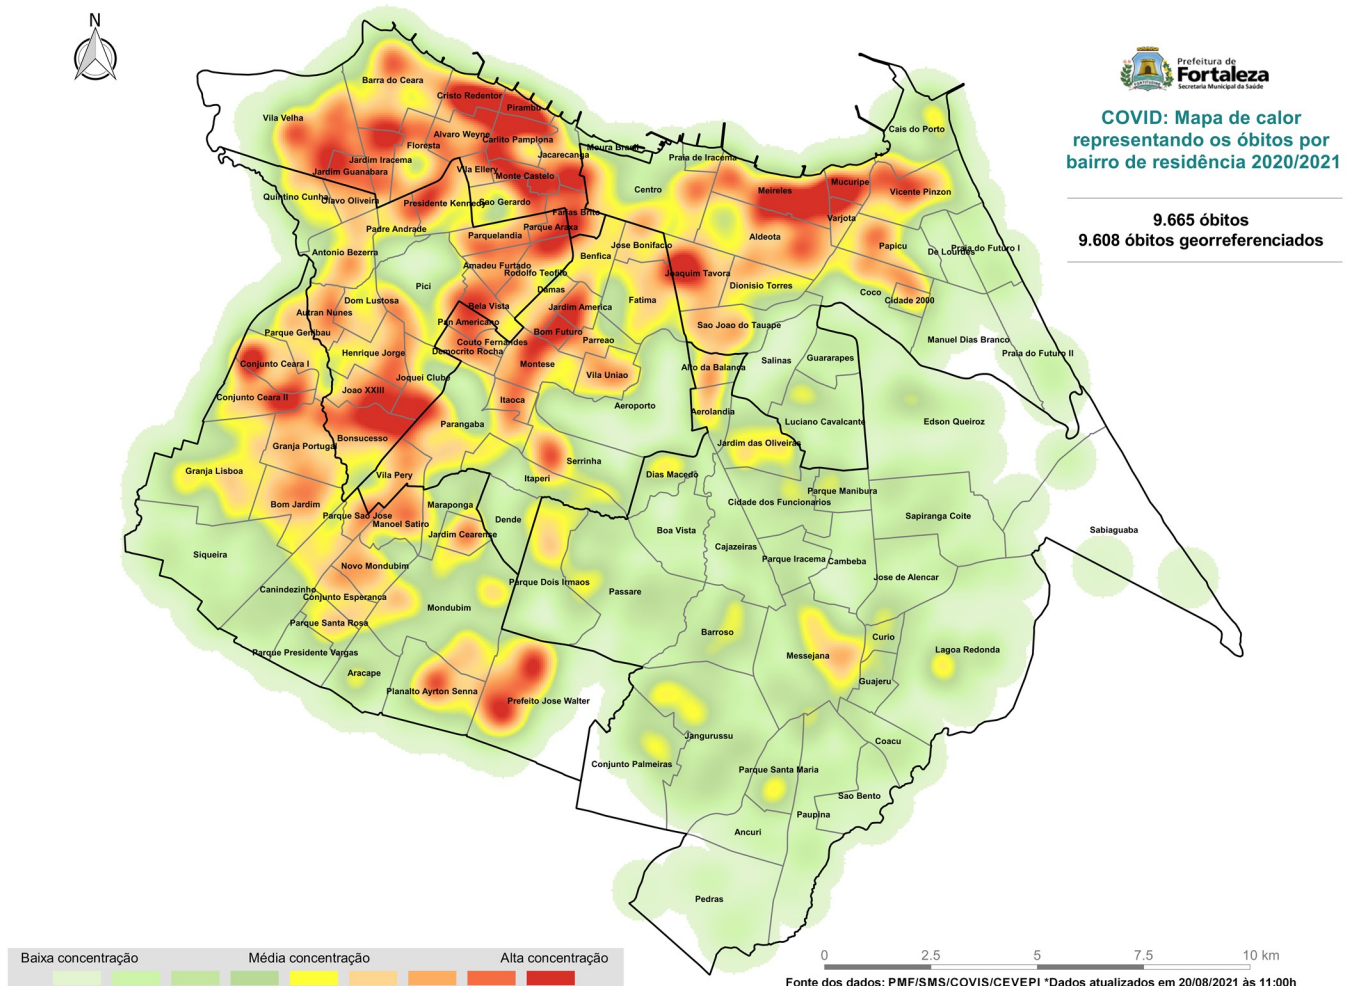 N
Prefeitura de
Fortaleza
Secretaria Municipal da Saúde
COVID: Mapa de calor
representando os óbitos por
bairro de residência 2020/2021
9.665 óbitos
9.608 óbitos georreferenciados
Barra do Ceara
Cristo Redentor
Pirambu
Vila Velha
Cais do Porto
Alvaro Weyne
Carlito Pamplona
Floresta
Moura Brasil
Jacarecanga
Praia de Iracema
Jardim Iracema
Jardim Guanabara
Vila Ellery
Monte Castelo
Mucuripe
Centro
Meireles
Vicente Pinzon
Quintino Cunha
Olavo Oliveira
Presidente Kennedy
Sao Gerardo
Farias Brito
Varjota
Padre Andrade
Parque Araxa
Parquelandia
Aldeota
Jose Bonifacio
Papicu
Praia do Futuro I
De Lourdes
Antonio Bezerra
Benfica
Amadeu Furtado
Rodolfo Teofilo
Joaquim Tavora
Pici
Dionisio Torres
Damas
Coco
Dom Lustosa
Fatima
Cidade 2000
Bela Vista
Jardim America
Autran Nunes
Pan Americano
Sao Joao do Tauape
Parque Genibau
Bom Futuro
Parreao
Couto Fernandes
Manuel Dias Branco
Henrique Jorge
Democrito Rocha
Praia do Futuro II
Guararapes
Salinas
Conjunto Ceara I
Montese
Alto da Balanca
Vila Uniao
Joquei Clube
Joao XXIII
Conjunto Ceara II
Itaoca
Aeroporto
Aerolandia
Parangaba
Luciano Cavalcante
Edson Queiroz
Bonsucesso
Granja Portugal
Jardim das Oliveiras
Serrinha
Granja Lisboa
Vila Pery
Dias Macedo
Itaperi
Parque Manibura
Cidade dos Funcionarios
Bom Jardim
Maraponga
Parque Sao Jose
Dende
Sapiranga Coite
Manoel Satiro
Boa Vista
Sabiaguaba
Jardim Cearense
Cajazeiras
Siqueira
Parque Iracema
Cambeba
Novo Mondubim
Jose de Alencar
Parque Dois Irmaos
Canindezinho
Passare
Conjunto Esperanca
Mondubim
Parque Santa Rosa
Barroso
Curio
Parque Presidente Vargas
Messejana
Lagoa Redonda
Aracape
Guajeru
Planalto Ayrton Senna
Prefeito Jose Walter
Jangurussu
Coacu
Conjunto Palmeiras
Parque Santa Maria
Sao Bento
Paupina
Ancuri
Pedras
Baixa concentração
Média concentração
Alta concentração
0 2.5 5 7.5 10 km
Fonte dos dados: PMF/SMS/COVIS/CEVEPI *Dados atualizados em 20/08/2021 às 11:00h